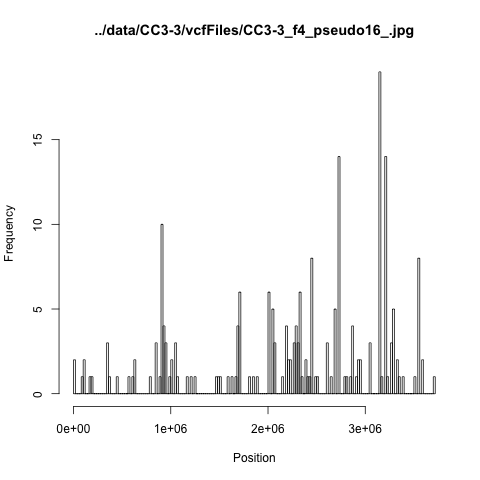 ../data/CC3-3/vcfFiles/CC3-3_f4_pseudo16_.jpg
Frequency
15
10
5
0
0e+00 1e+06 2e+06 3e+06
Position